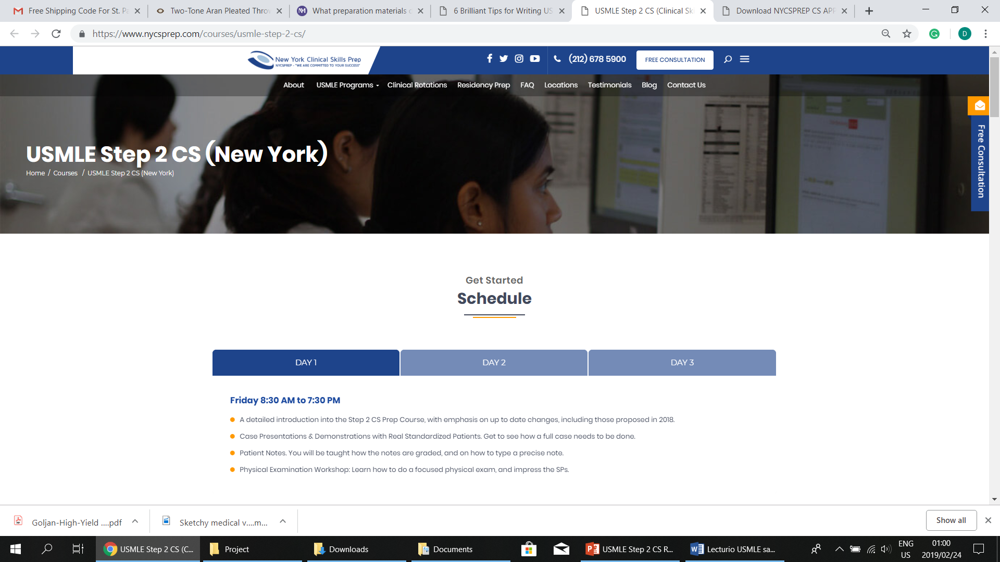 Free Shipping Code For St. Pa
Two-Tone Aran Pleated Throw
What preparation materials c
6 Brilliant Tips for Writing US
USMLE Step 2 CS (Clinical Sk
Download NYCSPREP CS APP
https://www.nycsprep.com/courses/usmle-step-2-cs/
D
New York Clinical Skills Prep
NYCSPREP - "WE ARE COMMITTED TO YOUR SUCCESS"
(212) 678 5900
FREE CONSULTATION
About USMLE Programs Clinical Rotations Residency Prep FAQ Locations Testimonials Blog Contact Us
Free Consultation
USMLE Step 2 CS (New York)
Home / Courses / USMLE Step 2 CS (New York)
Get Started
Schedule
DAY 1 DAY 2 DAY 3
Friday 8:30 AM to 7:30 PM
A detailed introduction into the Step 2 CS Prep Course, with emphasis on up to date changes, including those proposed in 2018.
Case Presentations & Demonstrations with Real Standardized Patients. Get to see how a full case needs to be done.
Patient Notes. You will be taught how the notes are graded, and on how to type a precise note.
Physical Examination Workshop: Learn how to do a focused physical exam, and impress the SPs.
Goljan-High-Yield ....pdf
Sketchy medical v....m...
Show all
USMLE Step 2 CS (C...
Project
Downloads
Documents
USMLE Step 2 CS R...
Lecturio USMLE sa...
ENG
US
01:00
2019/02/24